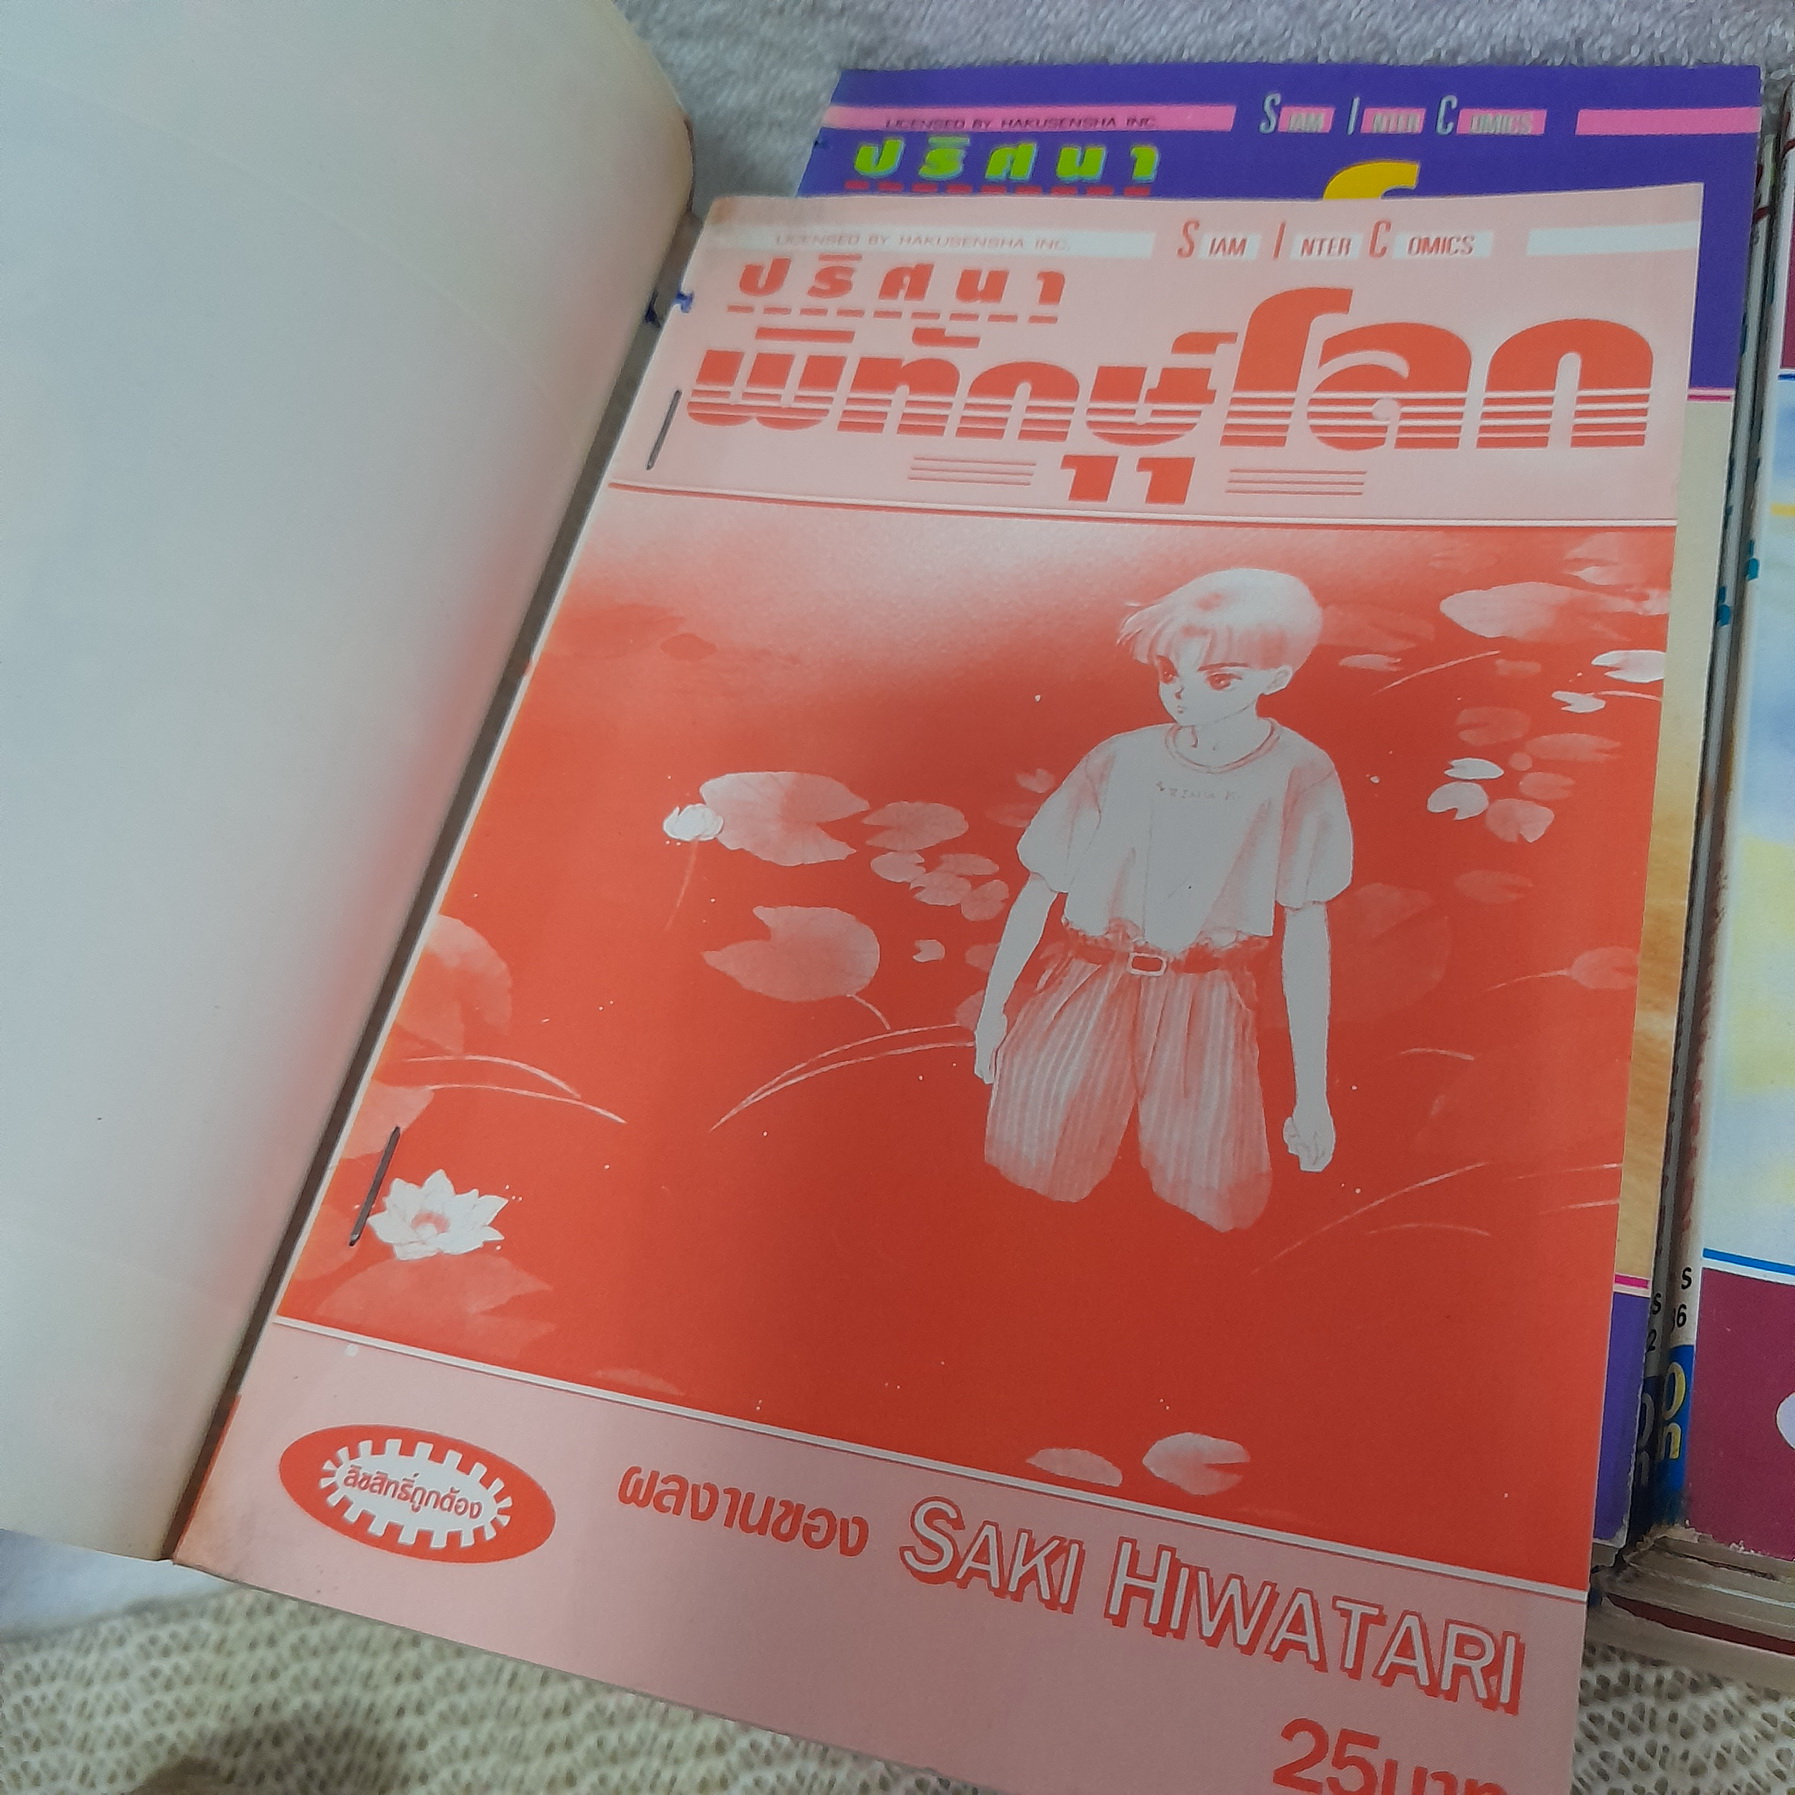 LICENSED BY HAKUSENSHA INC.
SIAM INTER COMICS
ปริศนา
LICENSED BY HAKUSENSHA INC.
SIAM INTER COMICS
ปริศนา
พิทักษ์โลก
11
ลิขสิทธิ์ถูกต้อง
ผลงานของ SAKI HIWATARI
25บาท